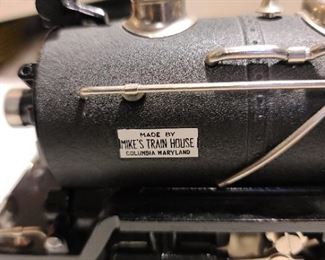 MADE BY
MIKE'S TRAIN HOUSE
COLUMBIA MARYLAND